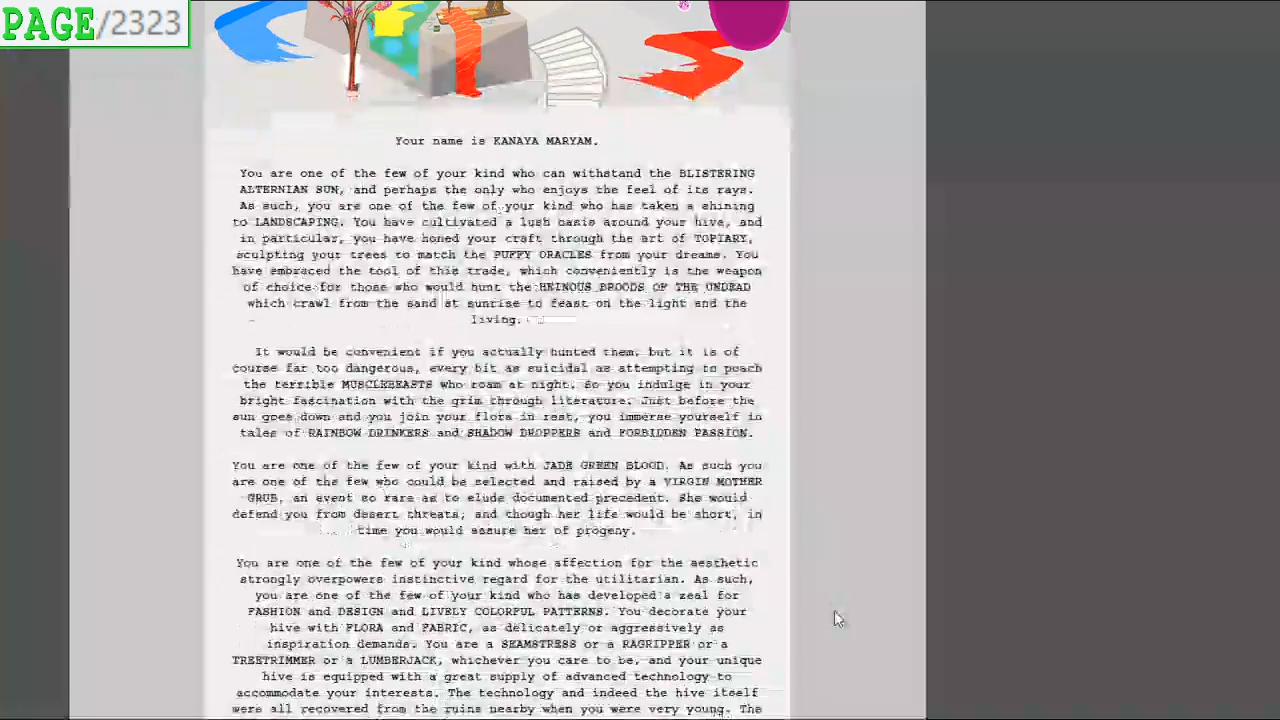 PAGE/2323
Your name is KANAYA MARYAM.
You are one of the few of your kind who can withstand the BLISTERING
ALTERNIAN SUN, and perhaps the only who enjoys the feel of its rays.
As such, you are one of the few of your kind who has taken a shining
to LANDSCAPING. You have cultivated a lush oasis around your hive, and
in particular, you have honed your craft through the art of TOPIARY,
sculpting your trees to match the PUFFY ORACLES from your dreams. You
have embraced the tool of this trade, which conveniently is the weapon
of choice for those who would hunt the HEINOUS BROODS OF THE UNDEAD
which crawl from the sand at sunrise to feast on the light and the
living.
It would be convenient if you actually hunted them, but it is of
course far too dangerous, every bit as suicidal as attempting to poach
the terrible MUSCLEBEASTS who roam at night. So you indulge in your
bright fascination with the grim through literature. Just before the
sun goes down and you join your flora in rest, you immerse yourself in
tales of RAINBOW DRINKERS and SHADOW DROPPERS and FORBIDDEN PASSION.
You are one of the few of your kind with JADE GREEN BLOOD. As such you
are one of the few who could be selected and raised by a VIRGIN MOTHER
GRUB, an event so rare as to elude documented precedent. She would
defend you from desert threats, and though her life would be short, in
time you would assure her of progeny.
You are one of the few of your kind whose affection for the aesthetic
strongly overpowers instinctive regard for the utilitarian. As such,
you are one of the few of your kind who has developed a zeal for
FASHION and DESIGN and LIVELY COLORFUL PATTERNS. You decorate your
hive with FLORA and FABRIC, as delicately or aggressively as
inspiration demands. You are a SEAMSTRESS or a RAGRIPPER or a
TREETRIMMER or a LUMBERJACK, whichever you care to be, and your unique
hive is equipped with a great supply of advanced technology to
accommodate your interests. The technology and indeed the hive itself
were all recovered from the ruins nearby when you were very young. The